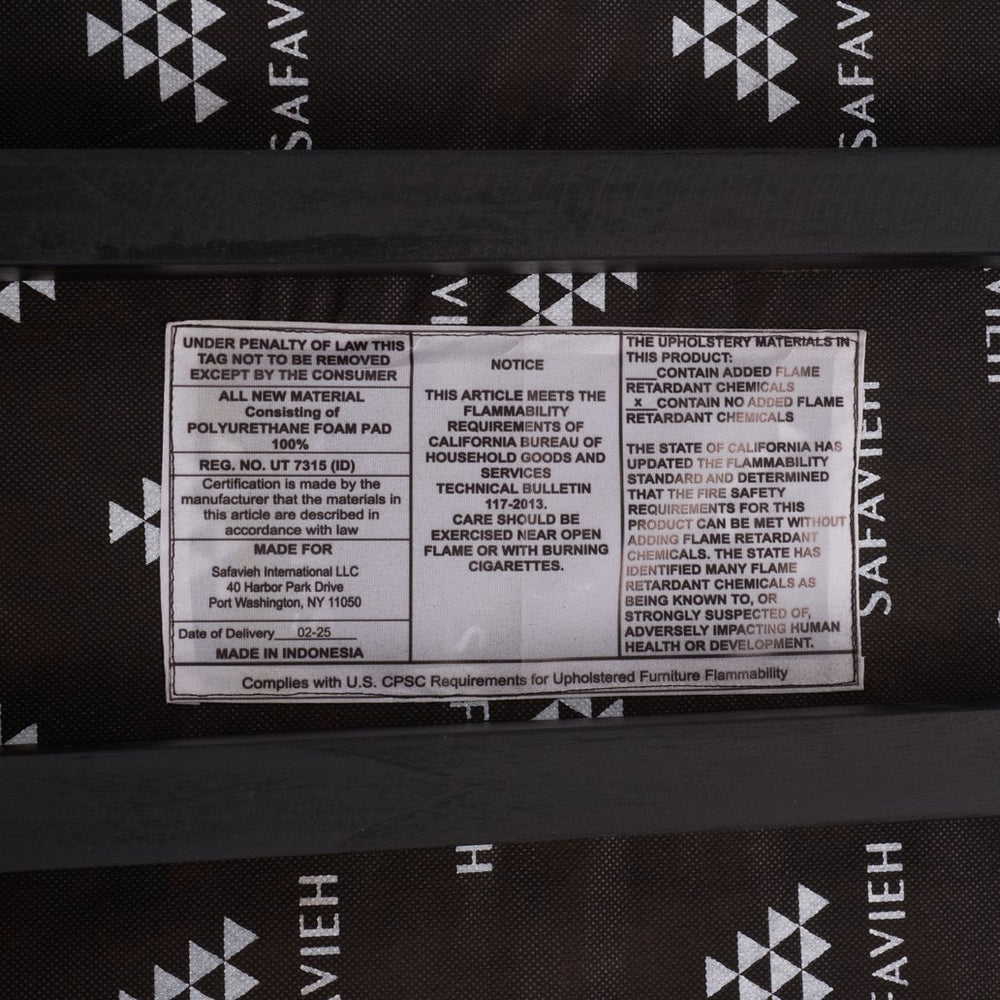 SAFAV
SAFAV
UNDER PENALTY OF LAW THIS
TAG NOT TO BE REMOVED
EXCEPT BY THE CONSUMER
ALL NEW MATERIAL
Consisting of
POLYURETHANE FOAM PAD
100%
REG. NO. UT 7315 (ID)
Certification is made by the
manufacturer that the materials in
this article are described in
accordance with law
MADE FOR
Safavieh International LLC
40 Harbor Park Drive
Port Washington, NY 11050
Date of Delivery 02-25
MADE IN INDONESIA
NOTICE
THIS ARTICLE MEETS THE
FLAMMABILITY
REQUIREMENTS OF
CALIFORNIA BUREAU OF
HOUSEHOLD GOODS AND
SERVICES
TECHNICAL BULLETIN
117-2013.
CARE SHOULD BE
EXERCISED NEAR OPEN
FLAME OR WITH BURNING
CIGARETTES.
THE UPHOLSTERY MATERIALS IN
THIS PRODUCT:
____CONTAIN ADDED FLAME
RETARDANT CHEMICALS
_x_CONTAIN NO ADDED FLAME
RETARDANT CHEMICALS
THE STATE OF CALIFORNIA HAS
UPDATED THE FLAMMABILITY
STANDARD AND DETERMINED
THAT THE FIRE SAFETY
REQUIREMENTS FOR THIS
PRODUCT CAN BE MET WITHOUT
ADDING FLAME RETARDANT
CHEMICALS. THE STATE HAS
IDENTIFIED MANY FLAME
RETARDANT CHEMICALS AS
BEING KNOWN TO, OR
STRONGLY SUSPECTED OF,
ADVERSELY IMPACTING HUMAN
HEALTH OR DEVELOPMENT.
Complies with U.S. CPSC Requirements for Upholstered Furniture Flammability
SAFAVIEH
H
VIEH
AVIEH